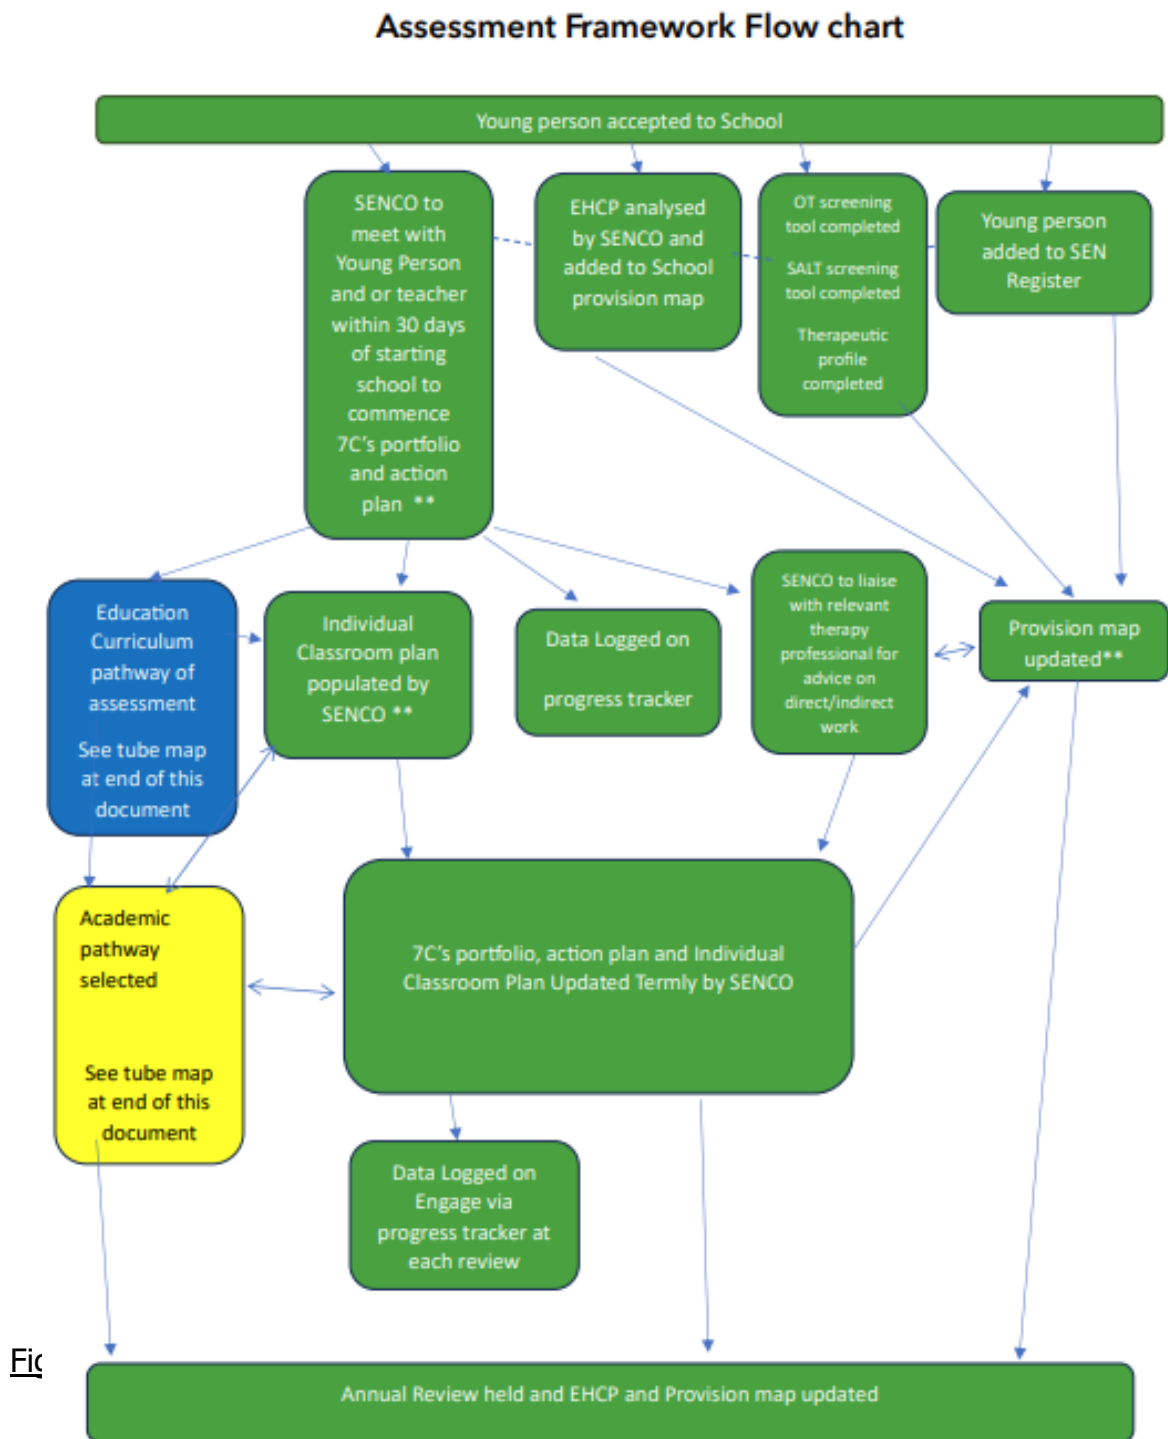 Assessment Framework Flow chart
Young person accepted to School
SENCO to
meet with
Young Person
and or teacher
within 30 days
of starting
school to
commence
7C's portfolio
and action
plan **
EHCP analysed
by SENCO and
added to School
provision map
OT screening
tool completed
SALT screening
tool completed
Therapeutic
profile
completed
Young person
added to SEN
Register
Education
Curriculum
pathway of
assessment
See tube map
at end of this
document
Individual
Classroom plan
populated by
SENCO **
Data Logged on
progress tracker
SENCO to liaise
with relevant
therapy
professional for
advice on
direct/indirect
work
Provision map
updated**
Academic
pathway
selected
See tube map
at end of this
document
7C's portfolio, action plan and Individual
Classroom Plan Updated Termly by SENCO
Data Logged on
Engage via
progress tracker at
each review
Annual Review held and EHCP and Provision map updated